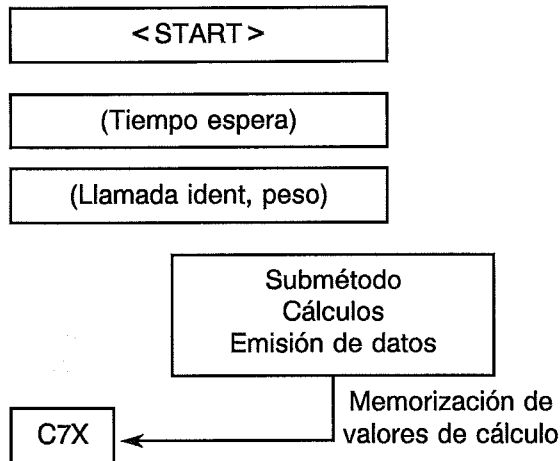 <START>
(Tiempo espera)
(Llamada ident, peso)
Submétodo
Cálculos
Emisión de datos
Memorización de
valores de cálculo
C7X